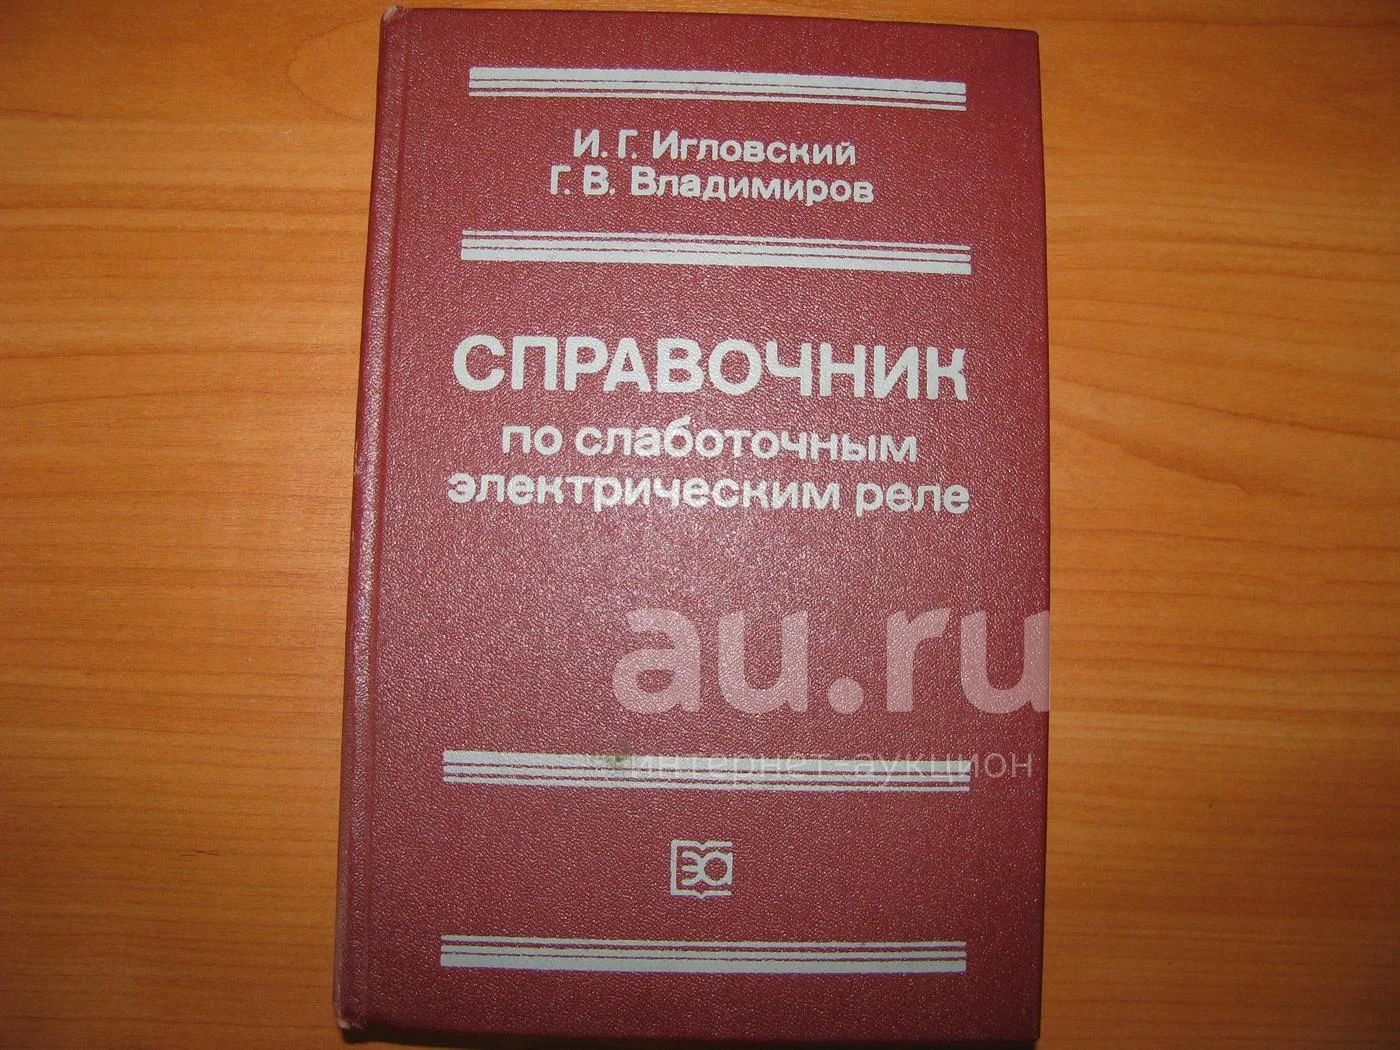 И. Г. Игловский
Г. В. Владимиров
СПРАВОЧНИК
по слаботочным
электрическим реле
au.ru
интернет-аукцион
ЭА